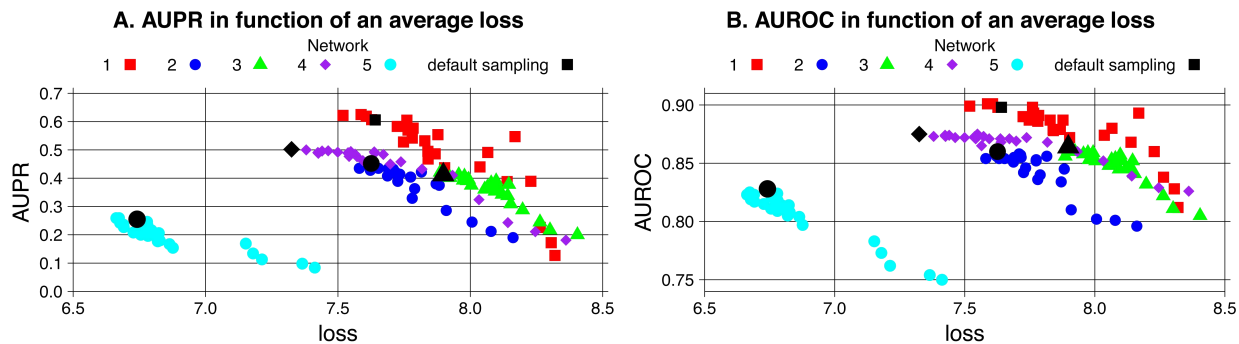 A. AUPR in function of an average loss
Network
1 2 3 4 5 default sampling
0.7
0.6
0.5
0.4
0.3
0.2
0.1
0.0
AUPR
6.5 7.0 7.5 8.0 8.5
loss
B. AUROC in function of an average loss
Network
1 2 3 4 5 default sampling
0.90
0.85
0.80
0.75
AUROC
6.5 7.0 7.5 8.0 8.5
loss